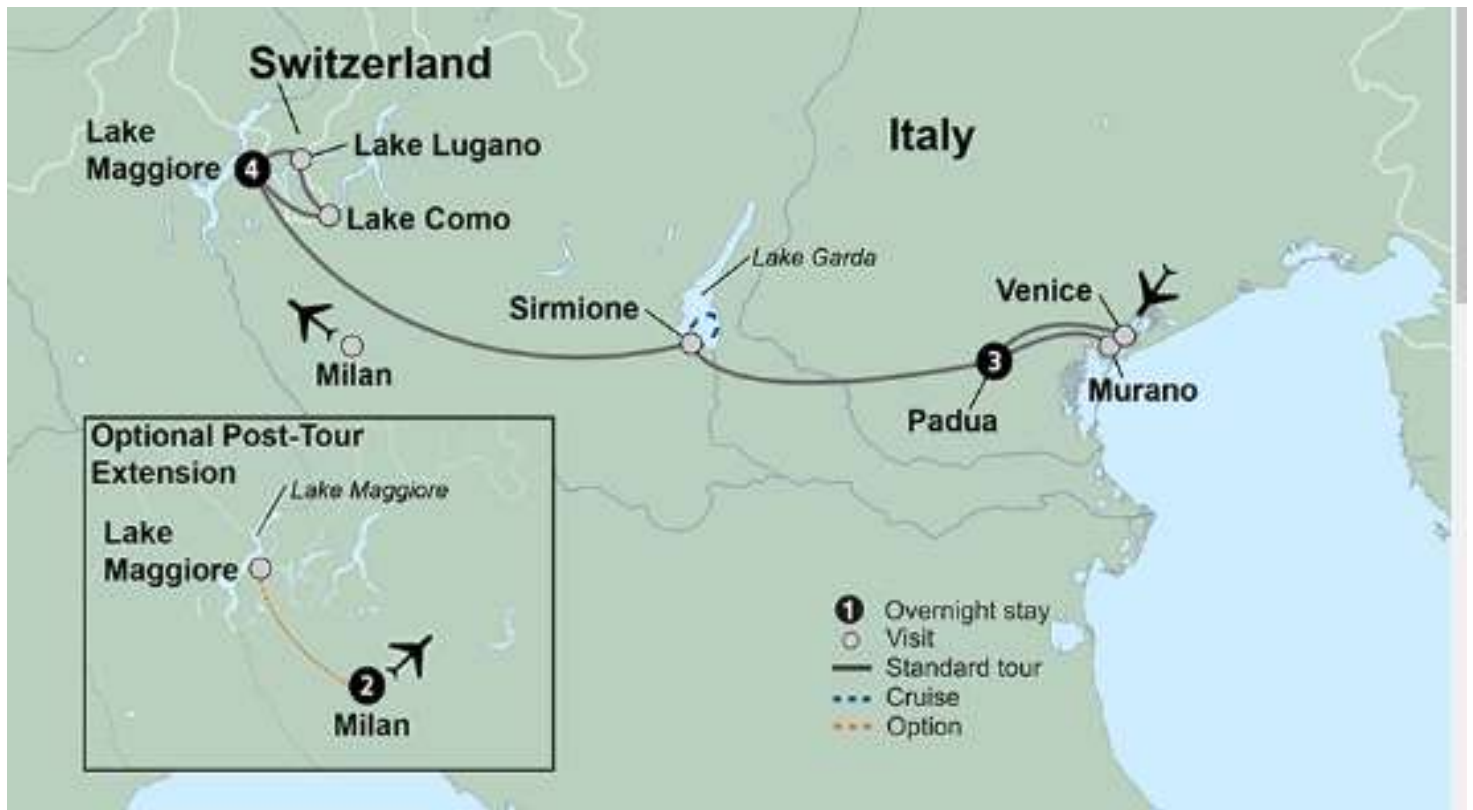 Switzerland
Lake
Maggiore
4
Lake Lugano
Lake Como
Italy
Lake Garda
Sirmione
Venice
3
Murano
Padua
Milan
Optional Post-Tour
Extension
Lake Maggiore
Lake
Maggiore
2
Milan
1 Overnight stay
Visit
Standard tour
Cruise
Option